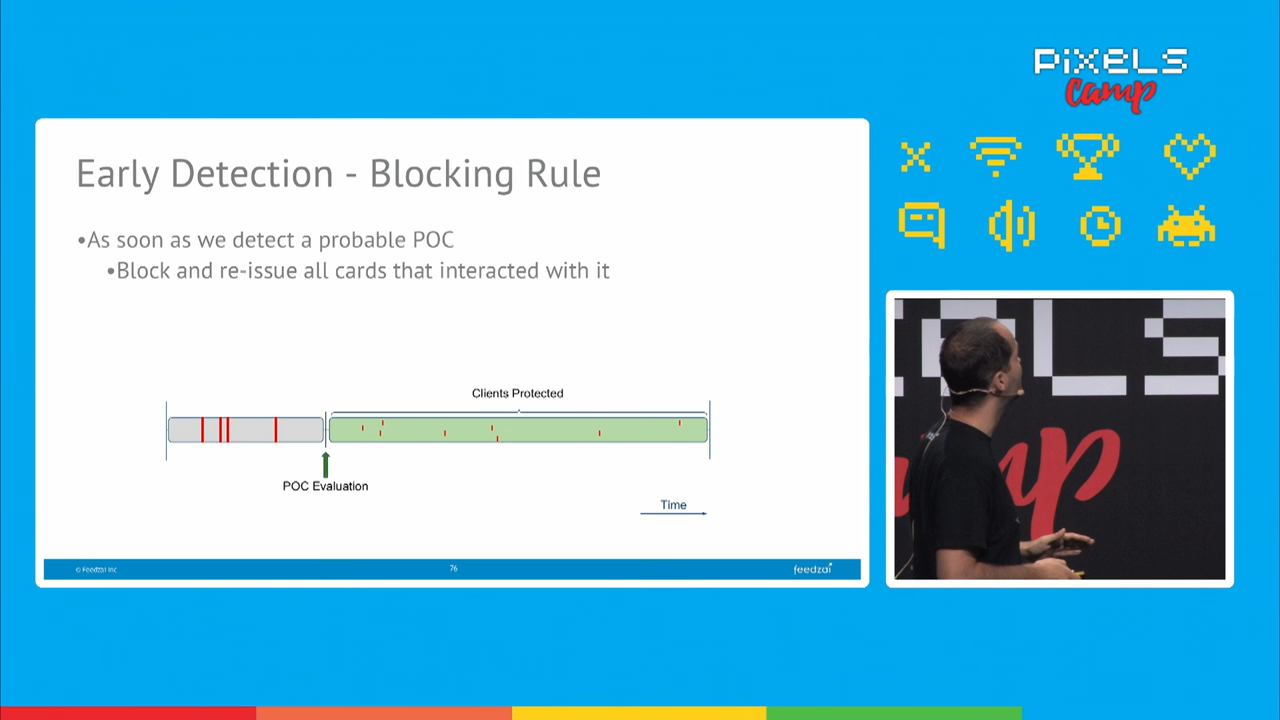 PiXELS
camp
Early Detection - Blocking Rule
•As soon as we detect a probable POC
•Block and re-issue all cards that interacted with it
Clients Protected
POC Evaluation
Time
© Feedzai Inc
76
feedzai